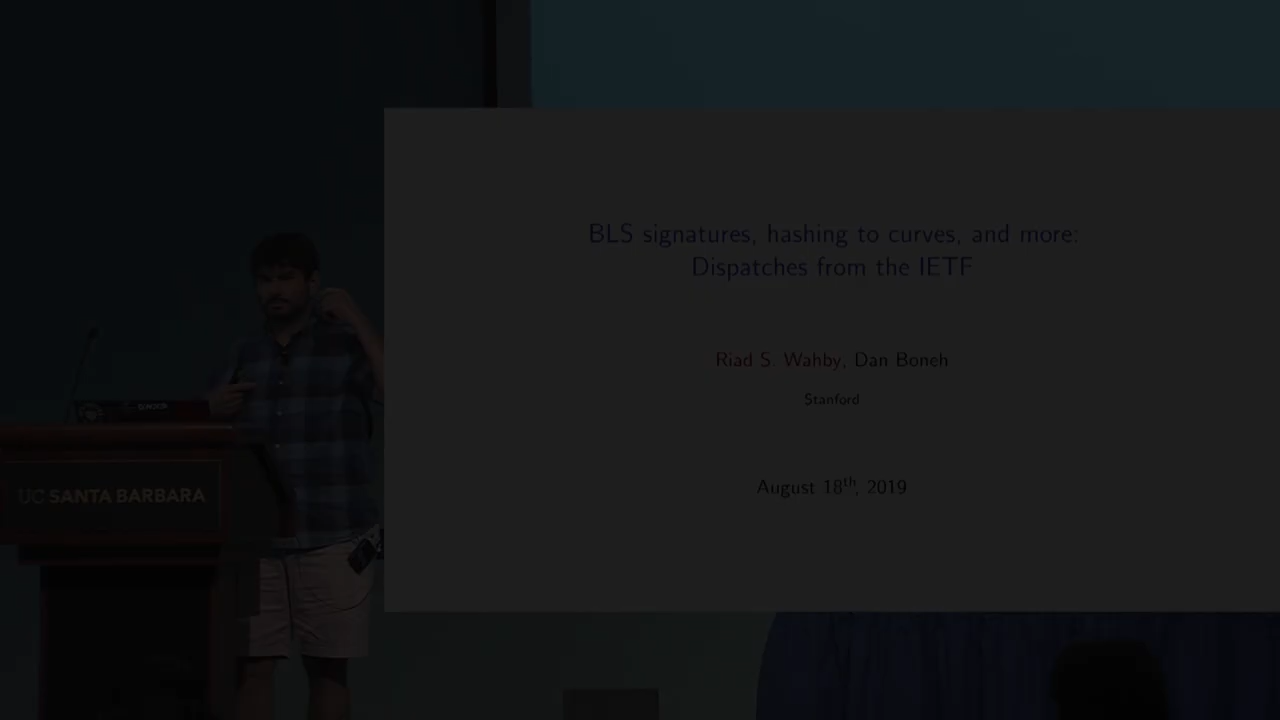 BLS signatures, hashing to curves, and more:
Dispatches from the IETF
Riad S. Wahby, Dan Boneh
Stanford
August 18th, 2019
UC SANTA BARBARA